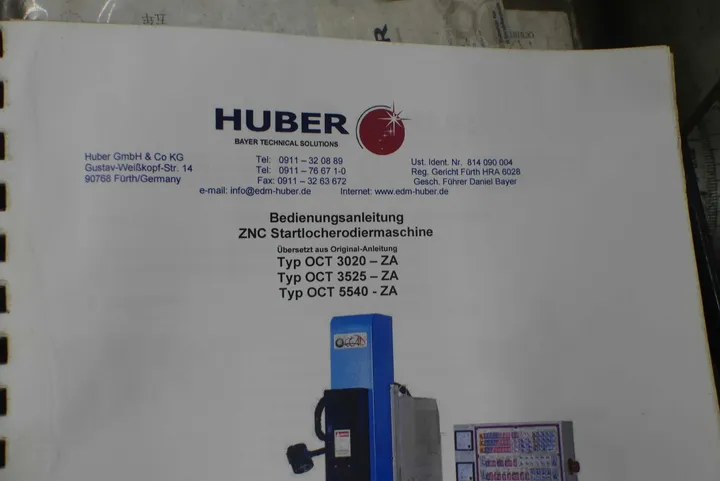 HUBER
BAYER TECHNICAL SOLUTIONS
Huber GmbH & Co KG
Gustav-Weißkopf-Str. 14
90768 Fürth/Germany
Tel: 0911 – 32 08 89
Tel: 0911 – 76 67 1-0
Fax: 0911 – 32 63 672
Ust. Ident. Nr. 814 090 004
Reg. Gericht Fürth HRA 6028
Gesch. Führer Daniel Bayer
e-mail: info@edm-huber.de Internet: www.edm-huber.de
Bedienungsanleitung
ZNC Startlocherodiermaschine
Übersetzt aus Original-Anleitung
Typ OCT 3020 – ZA
Typ OCT 3525 – ZA
Typ OCT 5540 - ZA